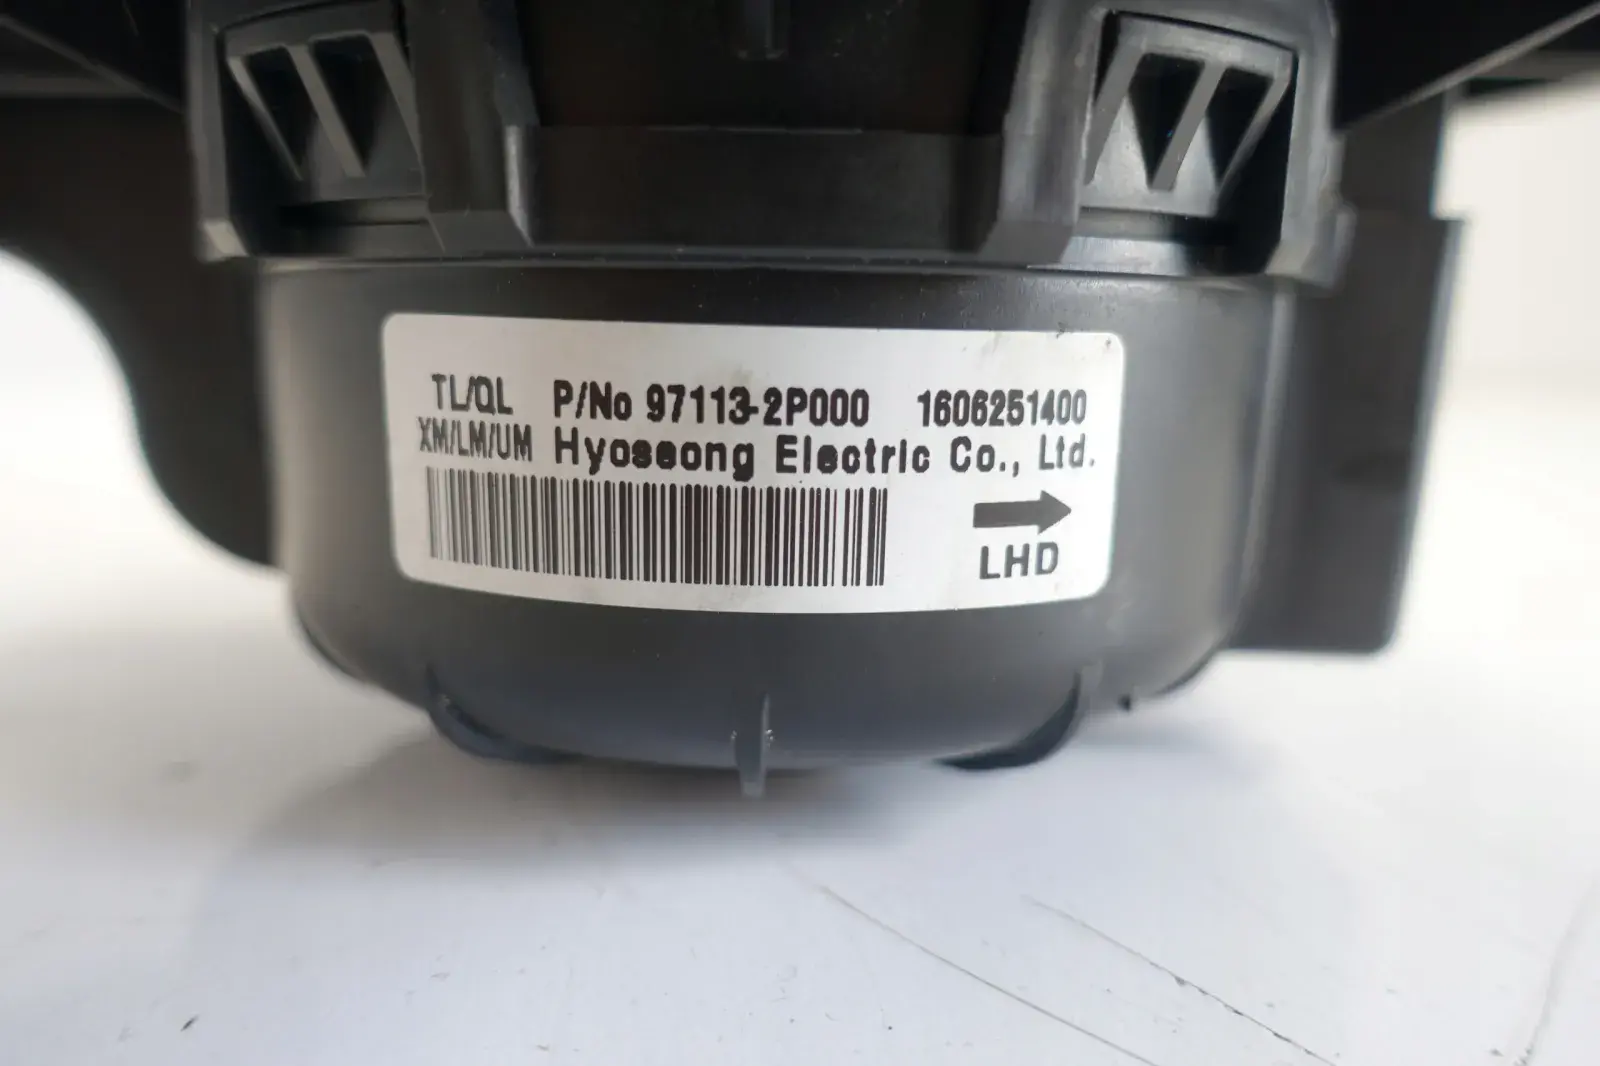 TL/QL P/No 97113-2P000 1606251400
XM/LM/UM Hyoseong Electric Co., Ltd.
LHD